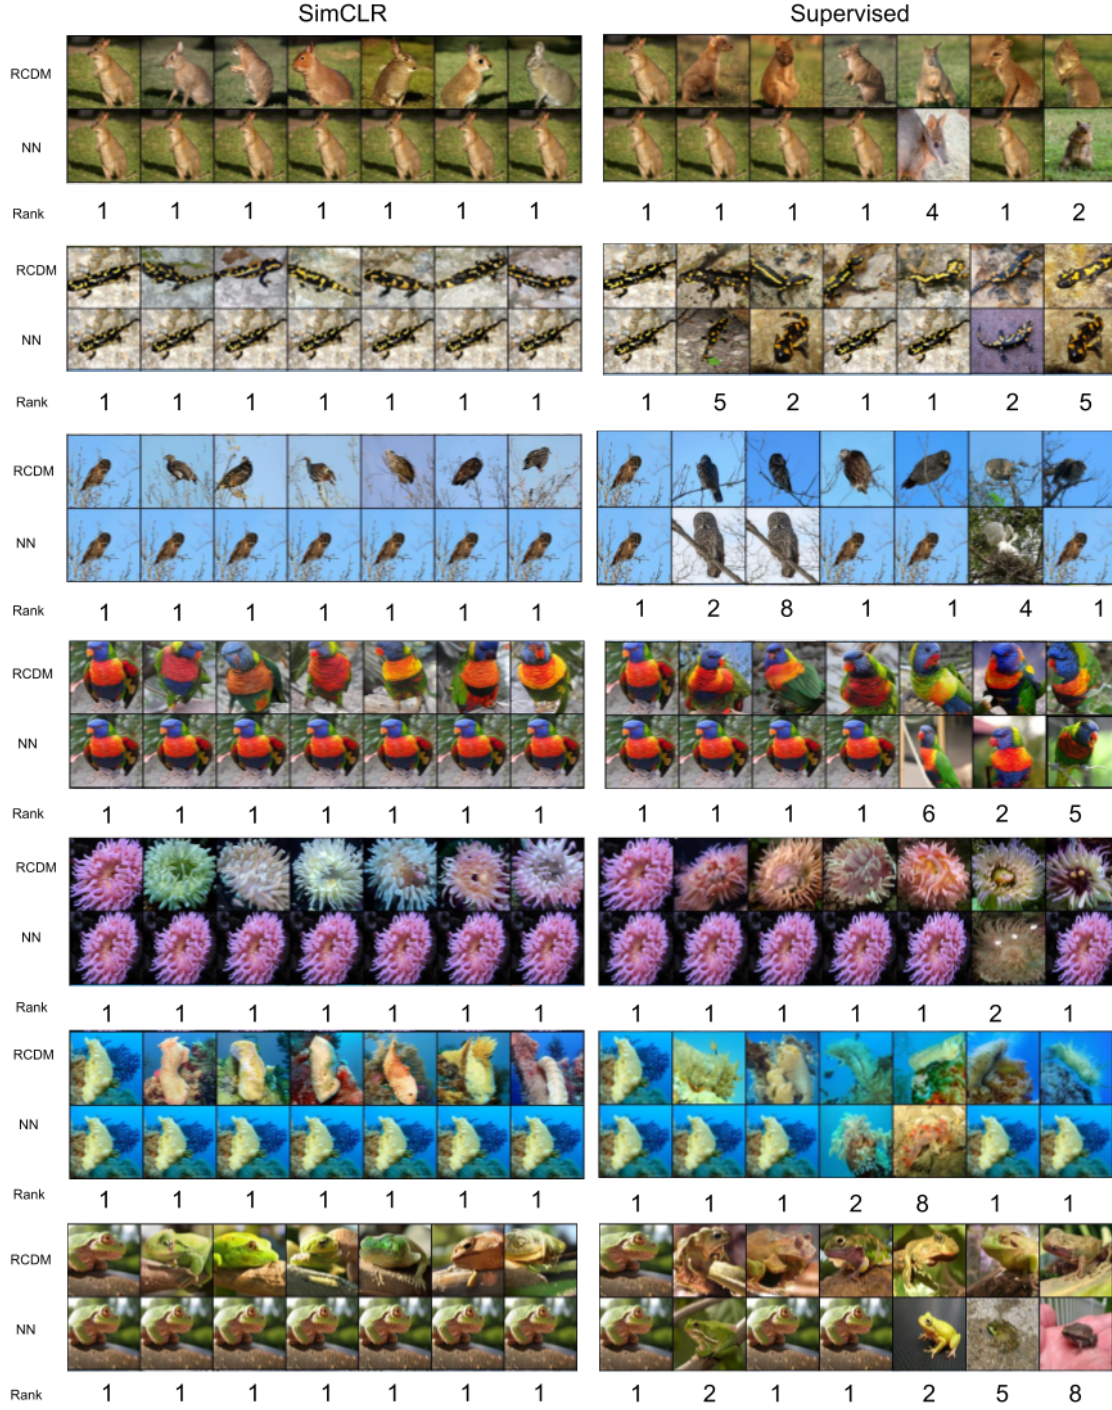 SimCLR Supervised
RCDM
NN
Rank 1 1 1 1 1 1 1 1 1 1 1 4 1 2
RCDM
NN
Rank 1 1 1 1 1 1 1 1 5 2 1 1 2 5
RCDM
NN
Rank 1 1 1 1 1 1 1 1 2 8 1 1 4 1
RCDM
NN
Rank 1 1 1 1 1 1 1 1 1 1 1 6 2 5
RCDM
NN
Rank 1 1 1 1 1 1 1 1 1 1 1 1 2 1
RCDM
NN
Rank 1 1 1 1 1 1 1 1 1 1 2 8 1 1
RCDM
NN
Rank 1 1 1 1 1 1 1 1 2 1 1 2 5 8